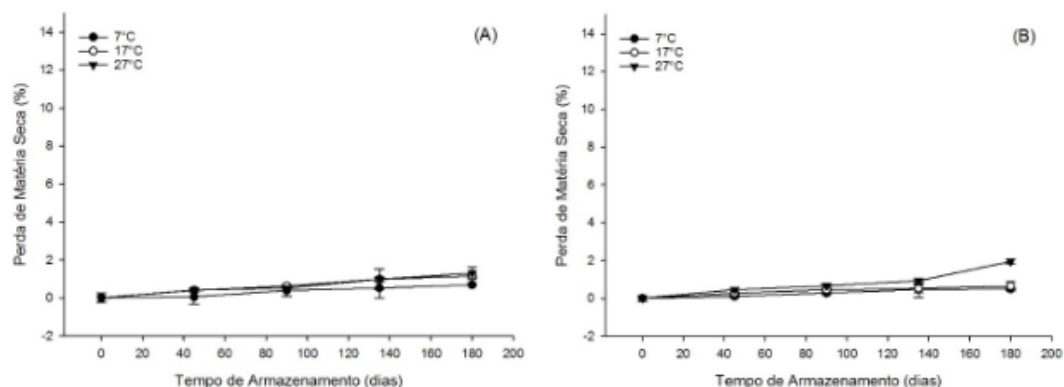 (A)
7°C
17°C
27°C
14
12
10
8
6
4
2
0
-2
Perda de Matéria Seca (%)
0 20 40 60 80 100 120 140 160 180 200
Tempo de Armazenamento (dias)
(B)
7°C
17°C
27°C
14
12
10
8
6
4
2
0
-2
Perda de Matéria Seca (%)
0 20 40 60 80 100 120 140 160 180 200
Tempo de Armazenamento (dias)